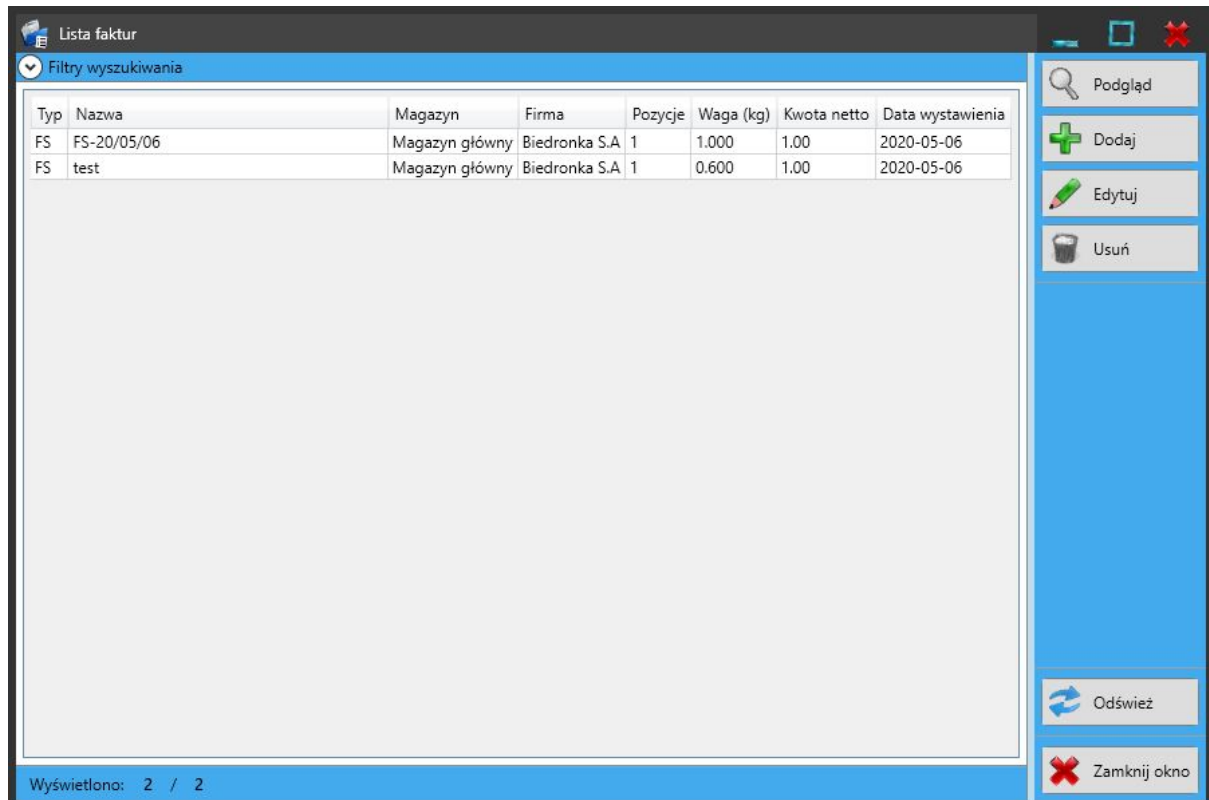 Lista faktur
Filtry wyszukiwania
Typ Nazwa Magazyn Firma Pozycje Waga (kg) Kwota netto Data wystawienia
FS FS-20/05/06 Magazyn główny Biedronka S.A 1 1.000 1.00 2020-05-06
FS test Magazyn główny Biedronka S.A 1 0.600 1.00 2020-05-06
Podgląd
Dodaj
Edytuj
Usuń
Odśwież
Zamknij okno
Wyświetlono: 2 / 2